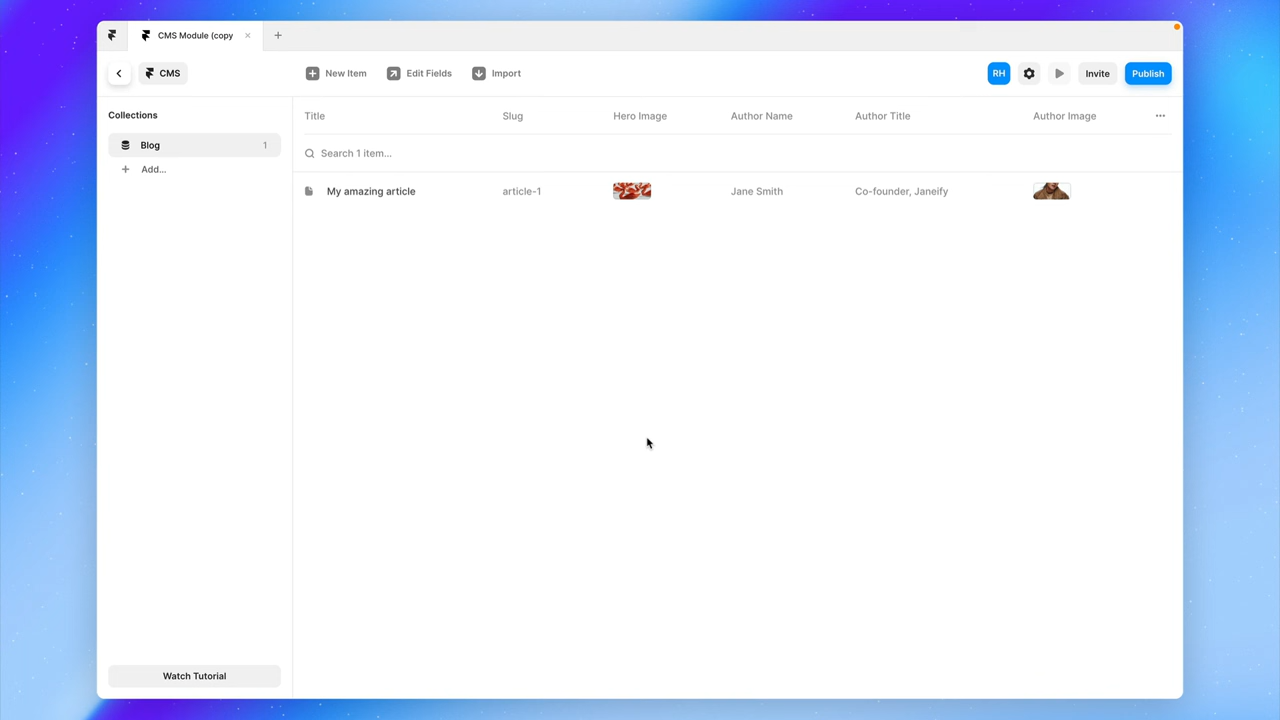 CMS Module (copy
CMS
New Item
Edit Fields
Import
RH
Invite
Publish
Collections
Blog 1
Add...
Title Slug Hero Image Author Name Author Title Author Image
Search 1 item...
My amazing article article-1 Jane Smith Co-founder, Janeify
Watch Tutorial